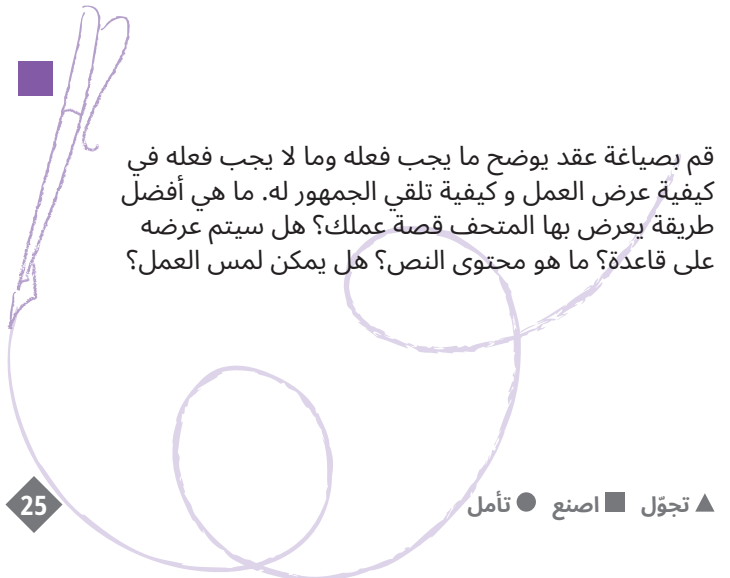 قم بصياغة عقد يوضح ما يجب فعله وما لا يجب فعله في
كيفية عرض العمل و كيفية تلقي الجمهور له. ما هي أفضل
طريقة يعرض بها المتحف قصة عملك؟ هل سيتم عرضه
على قاعدة؟ ما هو محتوى النص؟ هل يمكن لمس العمل؟
▲ تجوّل ■ اصنع ● تأمل
25